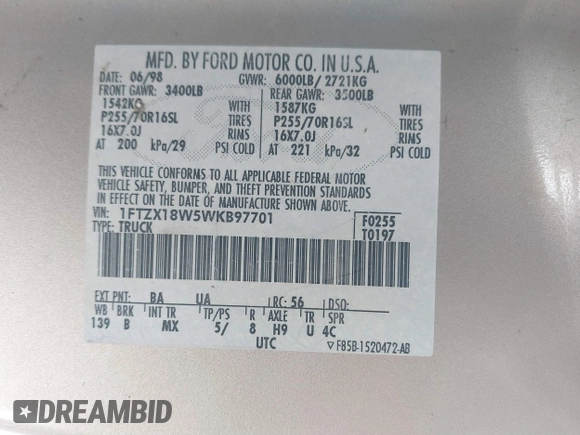 MFD. BY FORD MOTOR CO. IN U.S.A.
DATE: 06/98 GVWR: 6000LB/ 2721KG
FRONT GAWR: 3400LB REAR GAWR: 3500LB
1542KG WITH 1587KG WITH
P255/70R16SL TIRES P255/70R16SL TIRES
16X7.0J RIMS 16X7.0J RIMS
AT 200 kPa/29 PSI COLD AT 221 kPa/32 PSI COLD
THIS VEHICLE CONFORMS TO ALL APPLICABLE FEDERAL MOTOR
VEHICLE SAFETY, BUMPER, AND THEFT PREVENTION STANDARDS
IN EFFECT ON THE DATE OF MANUFACTURE SHOWN ABOVE.
VIN: 1FTZX18W5WKB97701 F0255
TYPE: TRUCK T0197
EXT PNT: BA UA RC: 56 DSO:
WB BRK INT TR TP/PS R AXLE TR SPR
139 B MX 5/ 8 H9 U 4C
UTC ▽ F85B-1520472-AB
DREAMBID